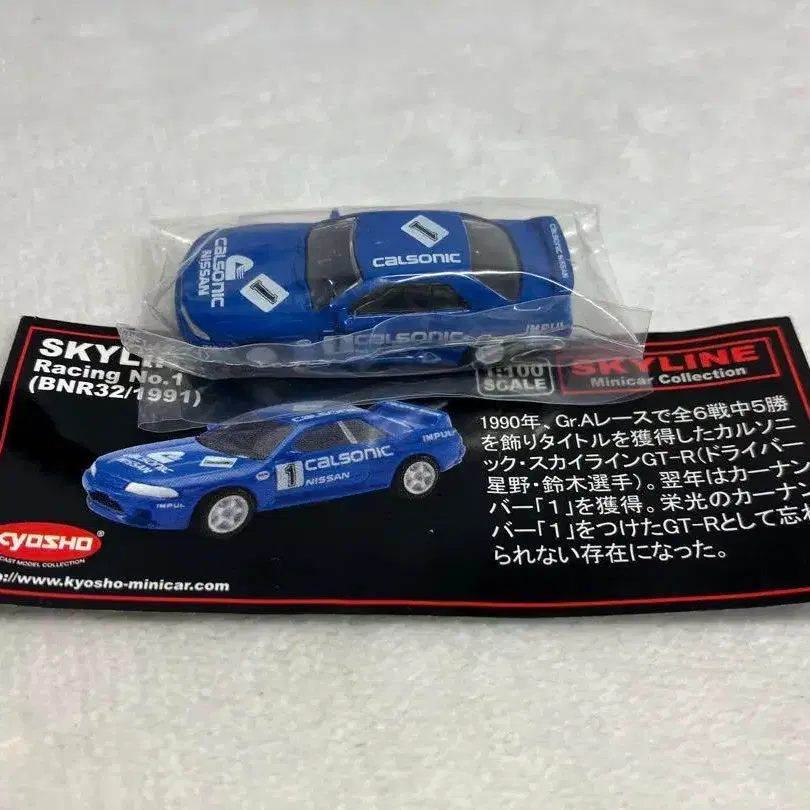 1
CALSONIC
CALSONIC
NISSAN
1
CALSONIC
NISSAN
1
CALSONIC
IMPUL
SKYLIN
Racing No.1
(BNR32/1991)
1:100
SCALE
SKYLINE
Minicar Collection
1990年、Gr.Aレースで全6戦中5勝
を飾りタイトルを獲得したカルソニ
ック・スカイラインGT-R(ドライバー
星野・鈴木選手)。翌年はカーナン
バー「1」を獲得。栄光のカーナン
バー「1」をつけたGT-Rとして忘れ
られない存在になった。
CALSONIC
IMPUL
1
CALSONIC
NISSAN
IMPUL
KYOSHO
CAST MODEL COLLECTION
://www.kyosho-minicar.com